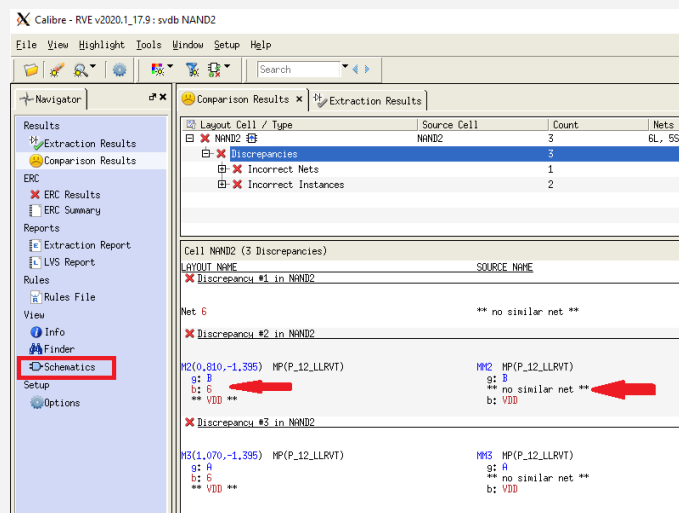 Calibre - RVE v2020.1_17.9 : svdb NAND2
File View Highlight Tools Window Setup Help
Search
Navigator
Comparison Results × Extraction Results
Results
Extraction Results
Comparison Results
ERC
ERC Results
ERC Summary
Reports
Extraction Report
LVS Report
Rules
Rules File
View
Info
Finder
Schematics
Setup
Options
Layout Cell / Type Source Cell Count Nets
NAND2 NAND2 3 6L, 5S
Discrepancies 3
Incorrect Nets 1
Incorrect Instances 2
Cell NAND2 (3 Discrepancies)
LAYOUT NAME SOURCE NAME
Discrepancy #1 in NAND2
Net 6 ** no similar net **
Discrepancy #2 in NAND2
M2(0.810,-1.395) MP(P_12_LLRVT) MM2 MP(P_12_LLRVT)
g: B g: B
b: 6 ** no similar net **
** VDD ** b: VDD
Discrepancy #3 in NAND2
M3(1.070,-1.395) MP(P_12_LLRVT) MM3 MP(P_12_LLRVT)
g: A g: A
b: 6 ** no similar net **
** VDD ** b: VDD